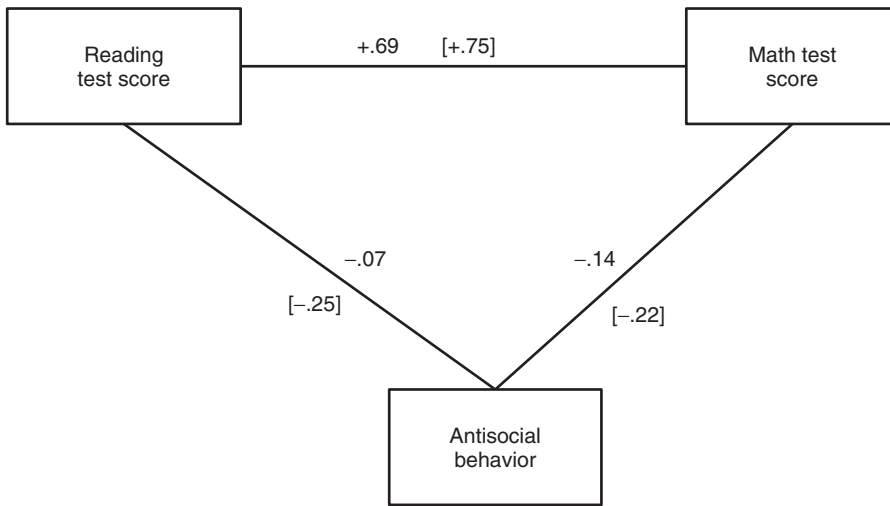 Reading
test score
+.69 [+.75]
Math test
score
–.07
–.14
[–.25]
[–.22]
Antisocial
behavior